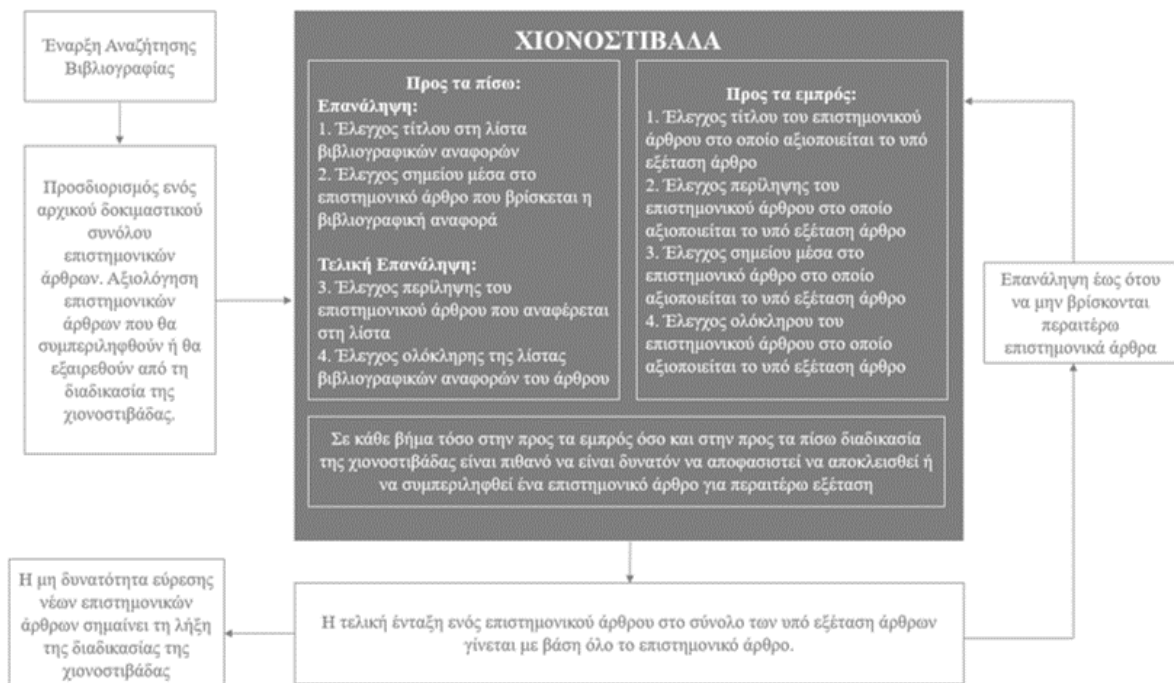 Έναρξη Αναζήτησης
Βιβλιογραφίας
Προσδιορισμός ενός
αρχικού δοκιμαστικού
συνόλου
επιστημονικών
άρθρων. Αξιολόγηση
επιστημονικών
άρθρων που θα
συμπεριληφθούν ή θα
εξαιρεθούν από τη
διαδικασία της
χιονοστιβάδας.
ΧΙΟΝΟΣΤΙΒΑΔΑ
Προς τα πίσω:
Επανάληψη:
1. Έλεγχος τίτλου στη λίστα
βιβλιογραφικών αναφορών
2. Έλεγχος σημείου μέσα στο
επιστημονικό άρθρο που βρίσκεται η
βιβλιογραφική αναφορά
Τελική Επανάληψη:
3. Έλεγχος περίληψης του
επιστημονικού άρθρου που αναφέρεται
στη λίστα
4. Έλεγχος ολόκληρης της λίστας
βιβλιογραφικών αναφορών του άρθρου
Προς τα εμπρός:
1. Έλεγχος τίτλου του επιστημονικού
άρθρου στο οποίο αξιοποιείται το υπό
εξέταση άρθρο
2. Έλεγχος περίληψης του
επιστημονικού άρθρου στο οποίο
αξιοποιείται το υπό εξέταση άρθρο
3. Έλεγχος σημείου μέσα στο
επιστημονικό άρθρο στο οποίο
αξιοποιείται το υπό εξέταση άρθρο
4. Έλεγχος ολόκληρου του
επιστημονικού άρθρου στο οποίο
αξιοποιείται το υπό εξέταση άρθρο
Σε κάθε βήμα τόσο στην προς τα εμπρός όσο και στην προς τα πίσω διαδικασία
της χιονοστιβάδας είναι πιθανό να είναι δυνατόν να αποφασιστεί να αποκλεισθεί ή
να συμπεριληφθεί ένα επιστημονικό άρθρο για περαιτέρω εξέταση
Επανάληψη έως ότου
να μην βρίσκονται
περαιτέρω
επιστημονικά άρθρα
Η τελική ένταξη ενός επιστημονικού άρθρου στο σύνολο των υπό εξέταση άρθρων
γίνεται με βάση όλο το επιστημονικό άρθρο.
Η μη δυνατότητα εύρεσης
νέων επιστημονικών
άρθρων σημαίνει τη λήξη
της διαδικασίας της
χιονοστιβάδας